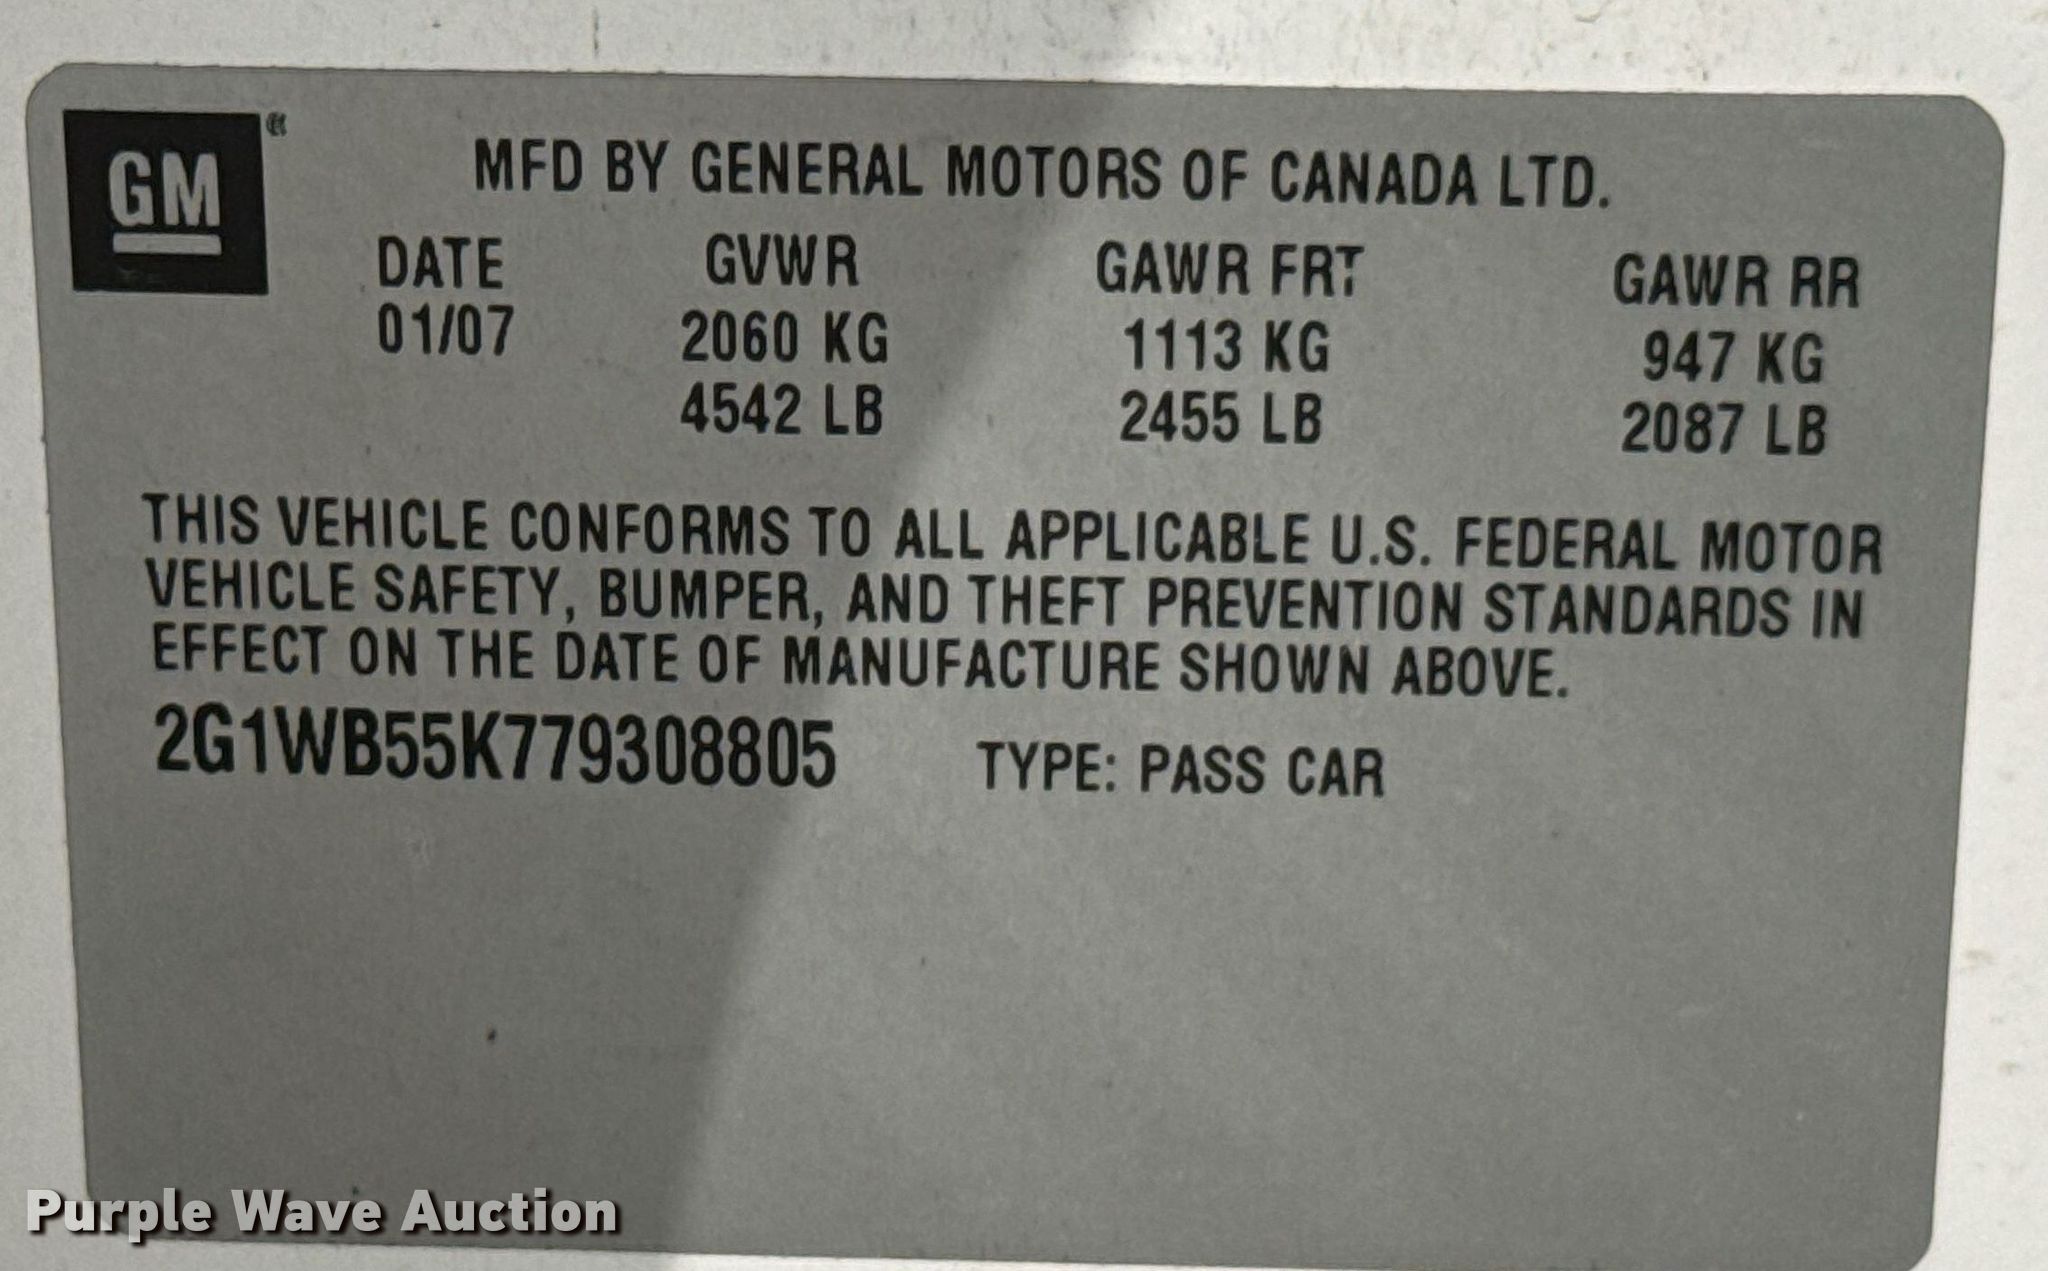 GM
MFD BY GENERAL MOTORS OF CANADA LTD.
DATE GVWR GAWR FRT GAWR RR
01/07 2060 KG 1113 KG 947 KG
4542 LB 2455 LB 2087 LB
THIS VEHICLE CONFORMS TO ALL APPLICABLE U.S. FEDERAL MOTOR
VEHICLE SAFETY, BUMPER, AND THEFT PREVENTION STANDARDS IN
EFFECT ON THE DATE OF MANUFACTURE SHOWN ABOVE.
2G1WB55K779308805 TYPE: PASS CAR
Purple Wave Auction